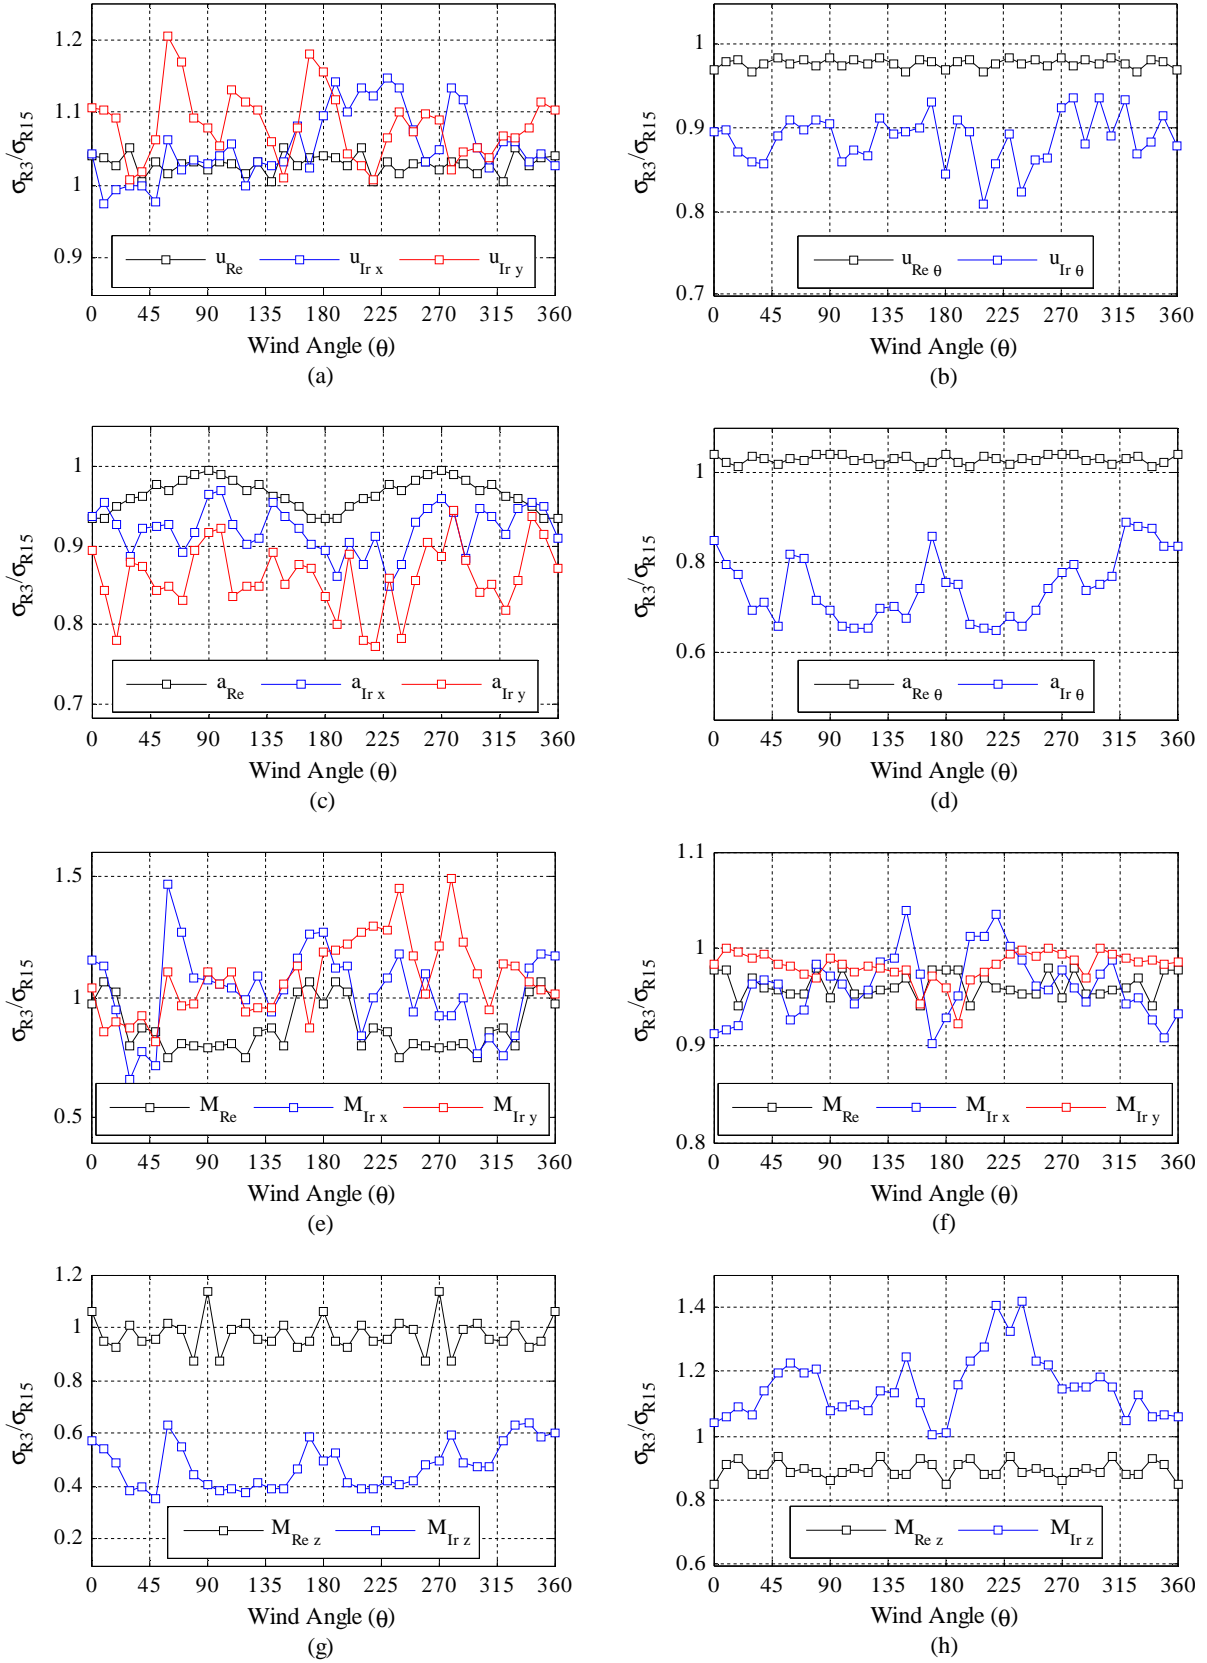 1.2
1.1
1
0.9
σR3/σR15
uRe uIr x uIr y
0 45 90 135 180 225 270 315 360
Wind Angle (θ)
(a)
1
0.9
0.8
0.7
σR3/σR15
uRe θ uIr θ
0 45 90 135 180 225 270 315 360
Wind Angle (θ)
(b)
1
0.9
0.8
0.7
σR3/σR15
aRe aIr x aIr y
0 45 90 135 180 225 270 315 360
Wind Angle (θ)
(c)
1
0.8
0.6
σR3/σR15
aRe θ aIr θ
0 45 90 135 180 225 270 315 360
Wind Angle (θ)
(d)
1.5
1
0.5
σR3/σR15
MRe MIr x MIr y
0 45 90 135 180 225 270 315 360
Wind Angle (θ)
(e)
1.1
1
0.9
0.8
σR3/σR15
MRe MIr x MIr y
0 45 90 135 180 225 270 315 360
Wind Angle (θ)
(f)
1.2
1
0.8
0.6
0.4
0.2
σR3/σR15
MRe z MIr z
0 45 90 135 180 225 270 315 360
Wind Angle (θ)
(g)
1.4
1.2
1
0.8
0.6
σR3/σR15
MRe z MIr z
0 45 90 135 180 225 270 315 360
Wind Angle (θ)
(h)